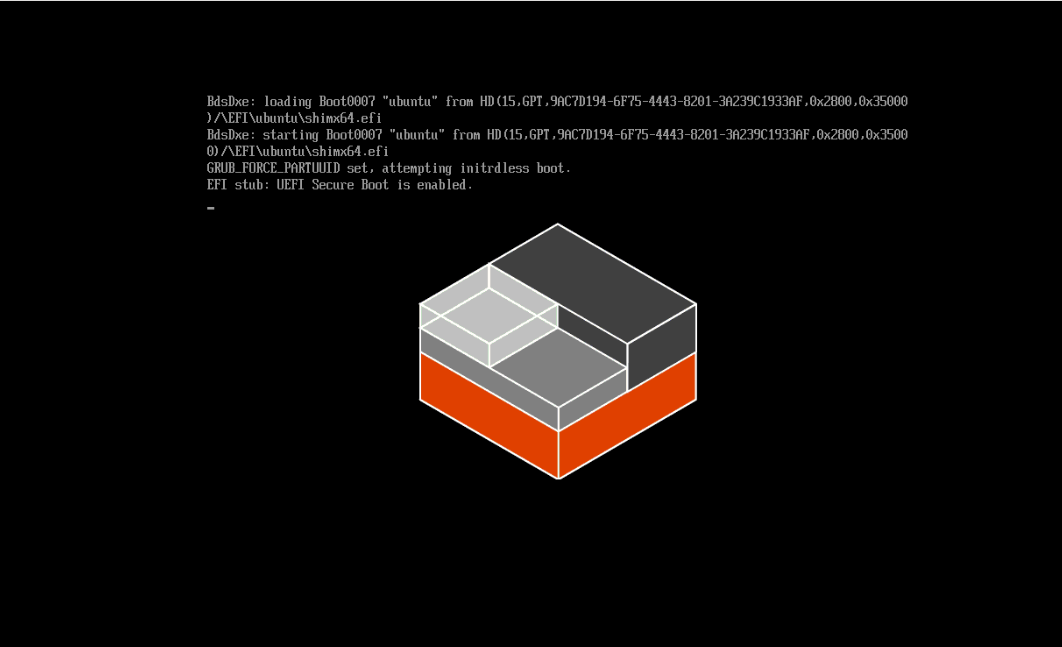 BdsDxe: loading Boot0007 "ubuntu" from HD(15,GPT,9AC7D194-6F75-4443-8201-3A239C1933AF,0x2800,0x35000
)/\EFI\ubuntu\shimx64.efi
BdsDxe: starting Boot0007 "ubuntu" from HD(15,GPT,9AC7D194-6F75-4443-8201-3A239C1933AF,0x2800,0x3500
0)/\EFI\ubuntu\shimx64.efi
GRUB_FORCE_PARTUUID set, attempting initrdless boot.
EFI stub: UEFI Secure Boot is enabled.